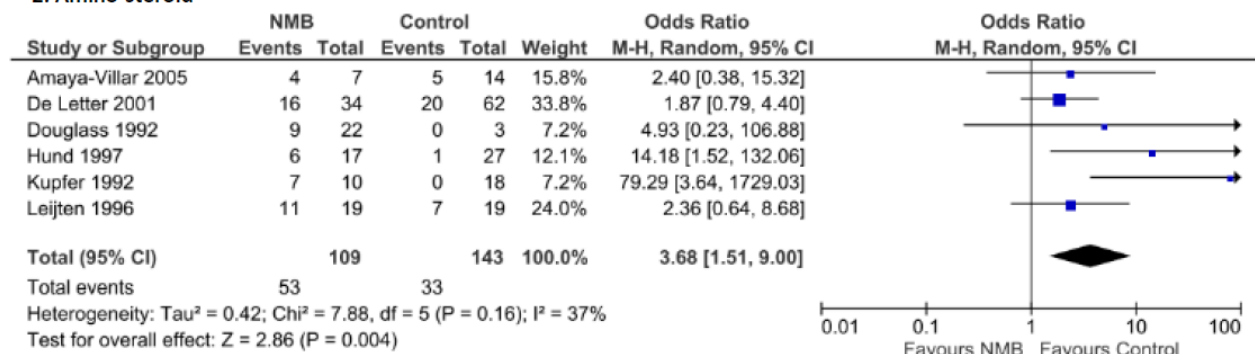 2. Amino-steroid
NMB Control Odds Ratio Odds Ratio
Study or Subgroup Events Total Events Total Weight M-H, Random, 95% CI M-H, Random, 95% CI
Amaya-Villar 2005 4 7 5 14 15.8% 2.40 [0.38, 15.32]
De Letter 2001 16 34 20 62 33.8% 1.87 [0.79, 4.40]
Douglass 1992 9 22 0 3 7.2% 4.93 [0.23, 106.88]
Hund 1997 6 17 1 27 12.1% 14.18 [1.52, 132.06]
Kupfer 1992 7 10 0 18 7.2% 79.29 [3.64, 1729.03]
Leijten 1996 11 19 7 19 24.0% 2.36 [0.64, 8.68]
Total (95% CI) 109 143 100.0% 3.68 [1.51, 9.00]
Total events 53 33
Heterogeneity: Tau² = 0.42; Chi² = 7.88, df = 5 (P = 0.16); I² = 37%
Test for overall effect: Z = 2.86 (P = 0.004)
0.01 0.1 1 10 100
Favours NMB Favours Control